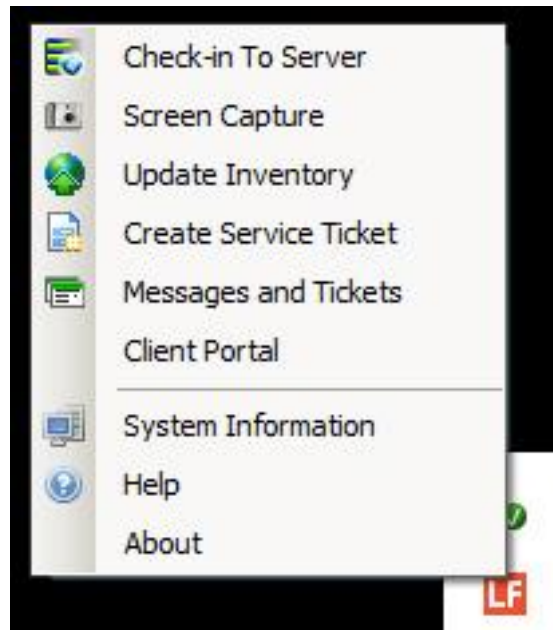 Check-in To Server
Screen Capture
Update Inventory
Create Service Ticket
Messages and Tickets
Client Portal
System Information
Help
About
LF